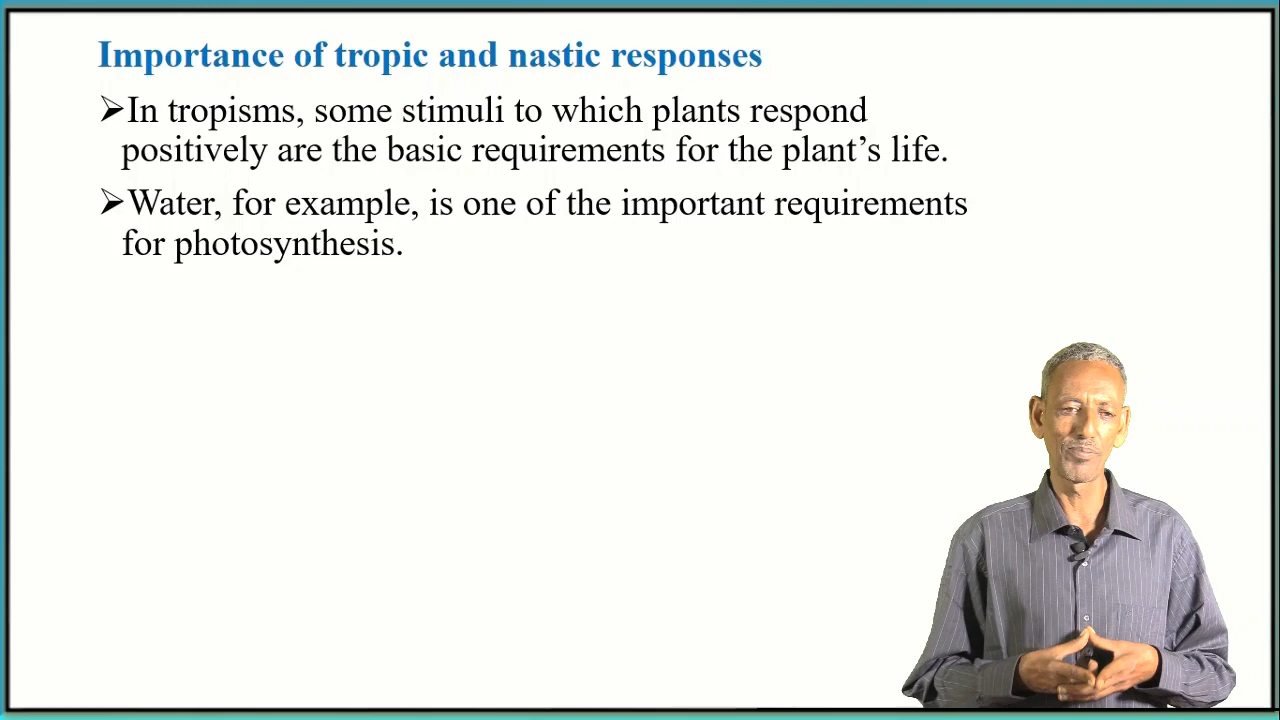 Importance of tropic and nastic responses
➢In tropisms, some stimuli to which plants respond
positively are the basic requirements for the plant’s life.
➢Water, for example, is one of the important requirements
for photosynthesis.